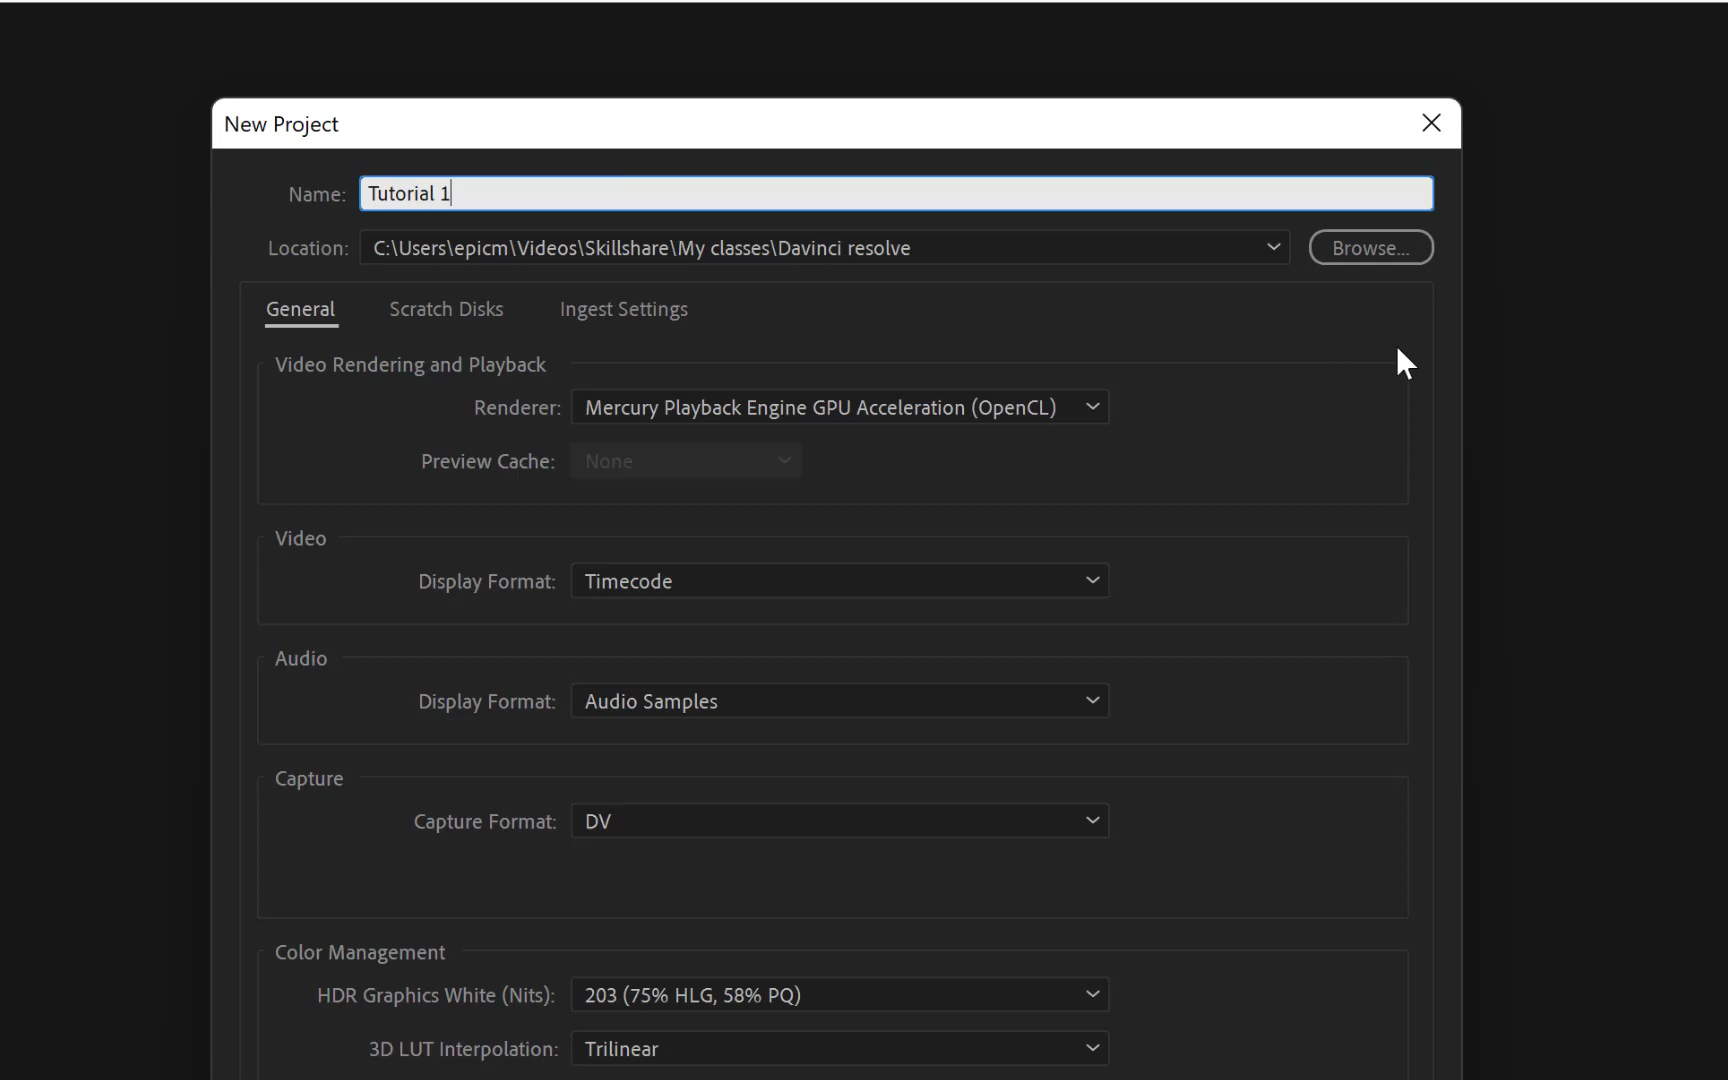 New Project
Name: Tutorial 1
Location: C:\Users\epicm\Videos\Skillshare\My classes\Davinci resolve Browse...
General Scratch Disks Ingest Settings
Video Rendering and Playback
Renderer: Mercury Playback Engine GPU Acceleration (OpenCL)
Preview Cache: None
Video
Display Format: Timecode
Audio
Display Format: Audio Samples
Capture
Capture Format: DV
Color Management
HDR Graphics White (Nits): 203 (75% HLG, 58% PQ)
3D LUT Interpolation: Trilinear